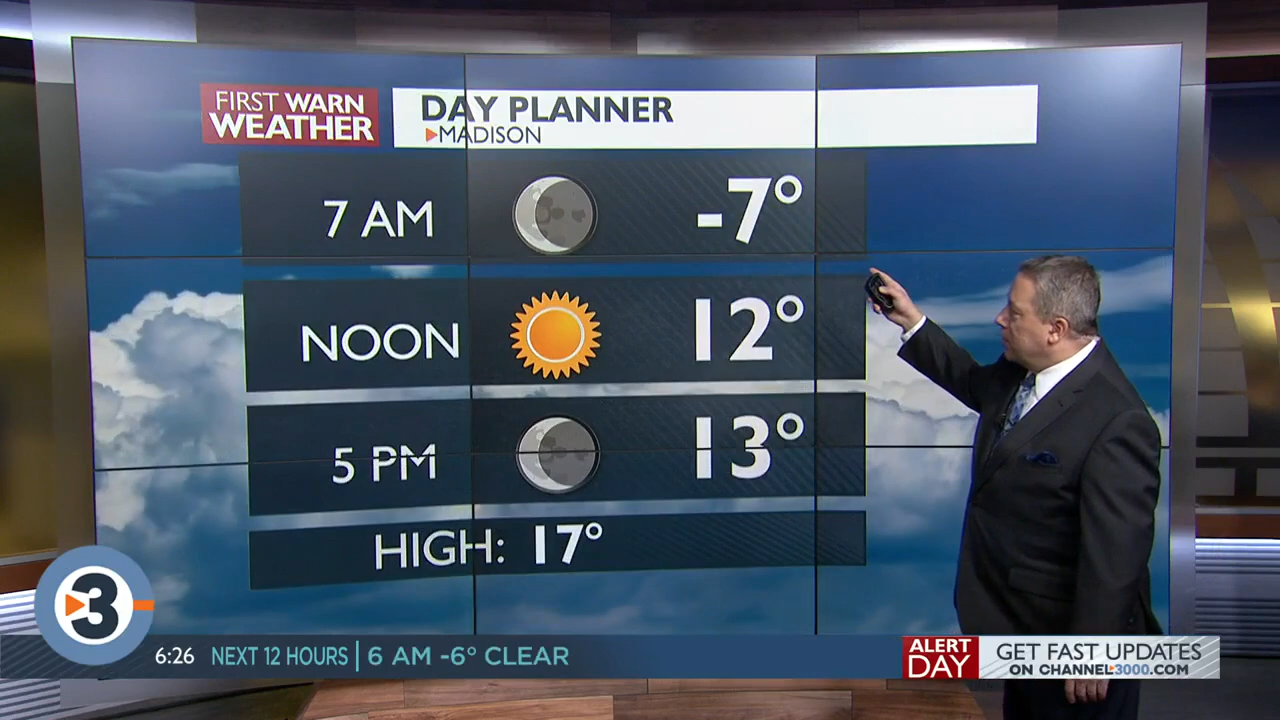 FIRST WARN
WEATHER
DAY PLANNER
MADISON
7 AM -7°
NOON 12°
5 PM 13°
HIGH: 17°
3
6:26 NEXT 12 HOURS 6 AM -6° CLEAR
ALERT
DAY
GET FAST UPDATES
ON CHANNEL3000.COM